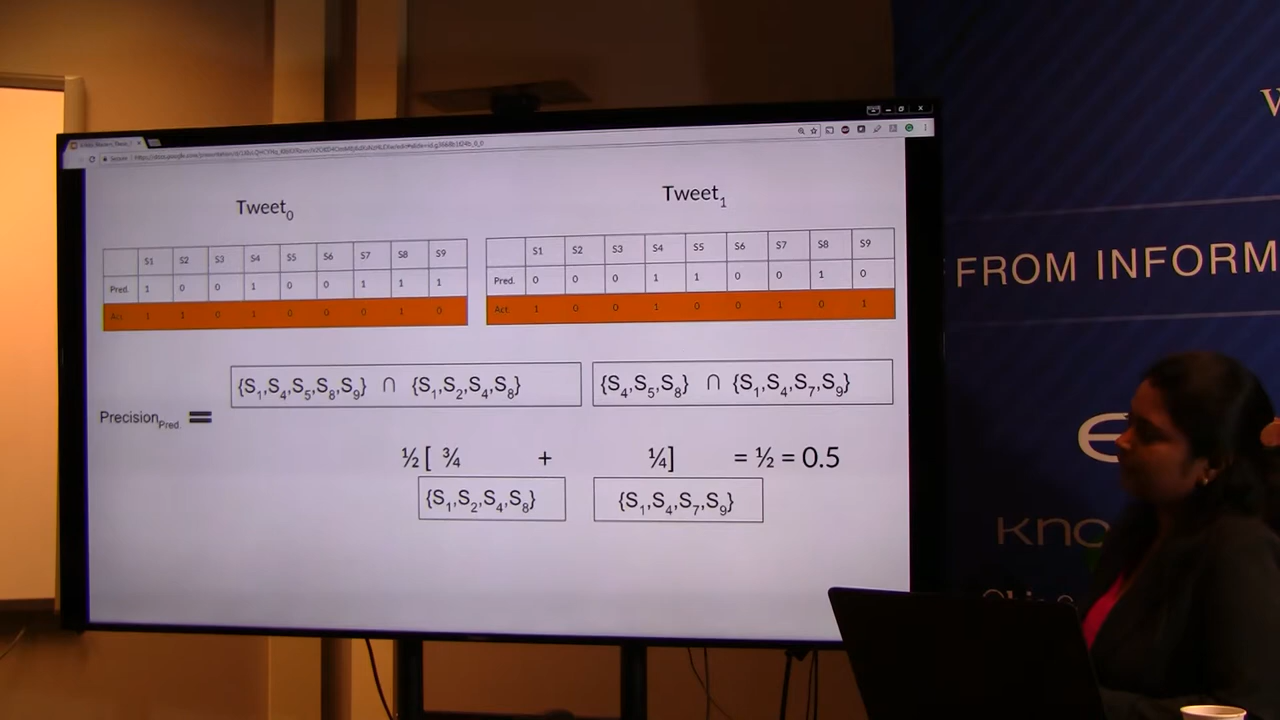 Tweet0
Tweet1
S1 S2 S3 S4 S5 S6 S7 S8 S9
Pred. 1 0 0 1 0 0 1 1 1
Act. 1 1 0 1 0 0 0 1 0
S1 S2 S3 S4 S5 S6 S7 S8 S9
Pred. 0 0 0 1 1 0 0 1 0
Act. 1 0 0 1 0 0 1 0 1
{S1,S4,S5,S8,S9} ∩ {S1,S2,S4,S8}
{S4,S5,S8} ∩ {S1,S4,S7,S9}
PrecisionPred. =
½ [ ¾ + ¼] = ½ = 0.5
{S1,S2,S4,S8}
{S1,S4,S7,S9}
FROM INFORM